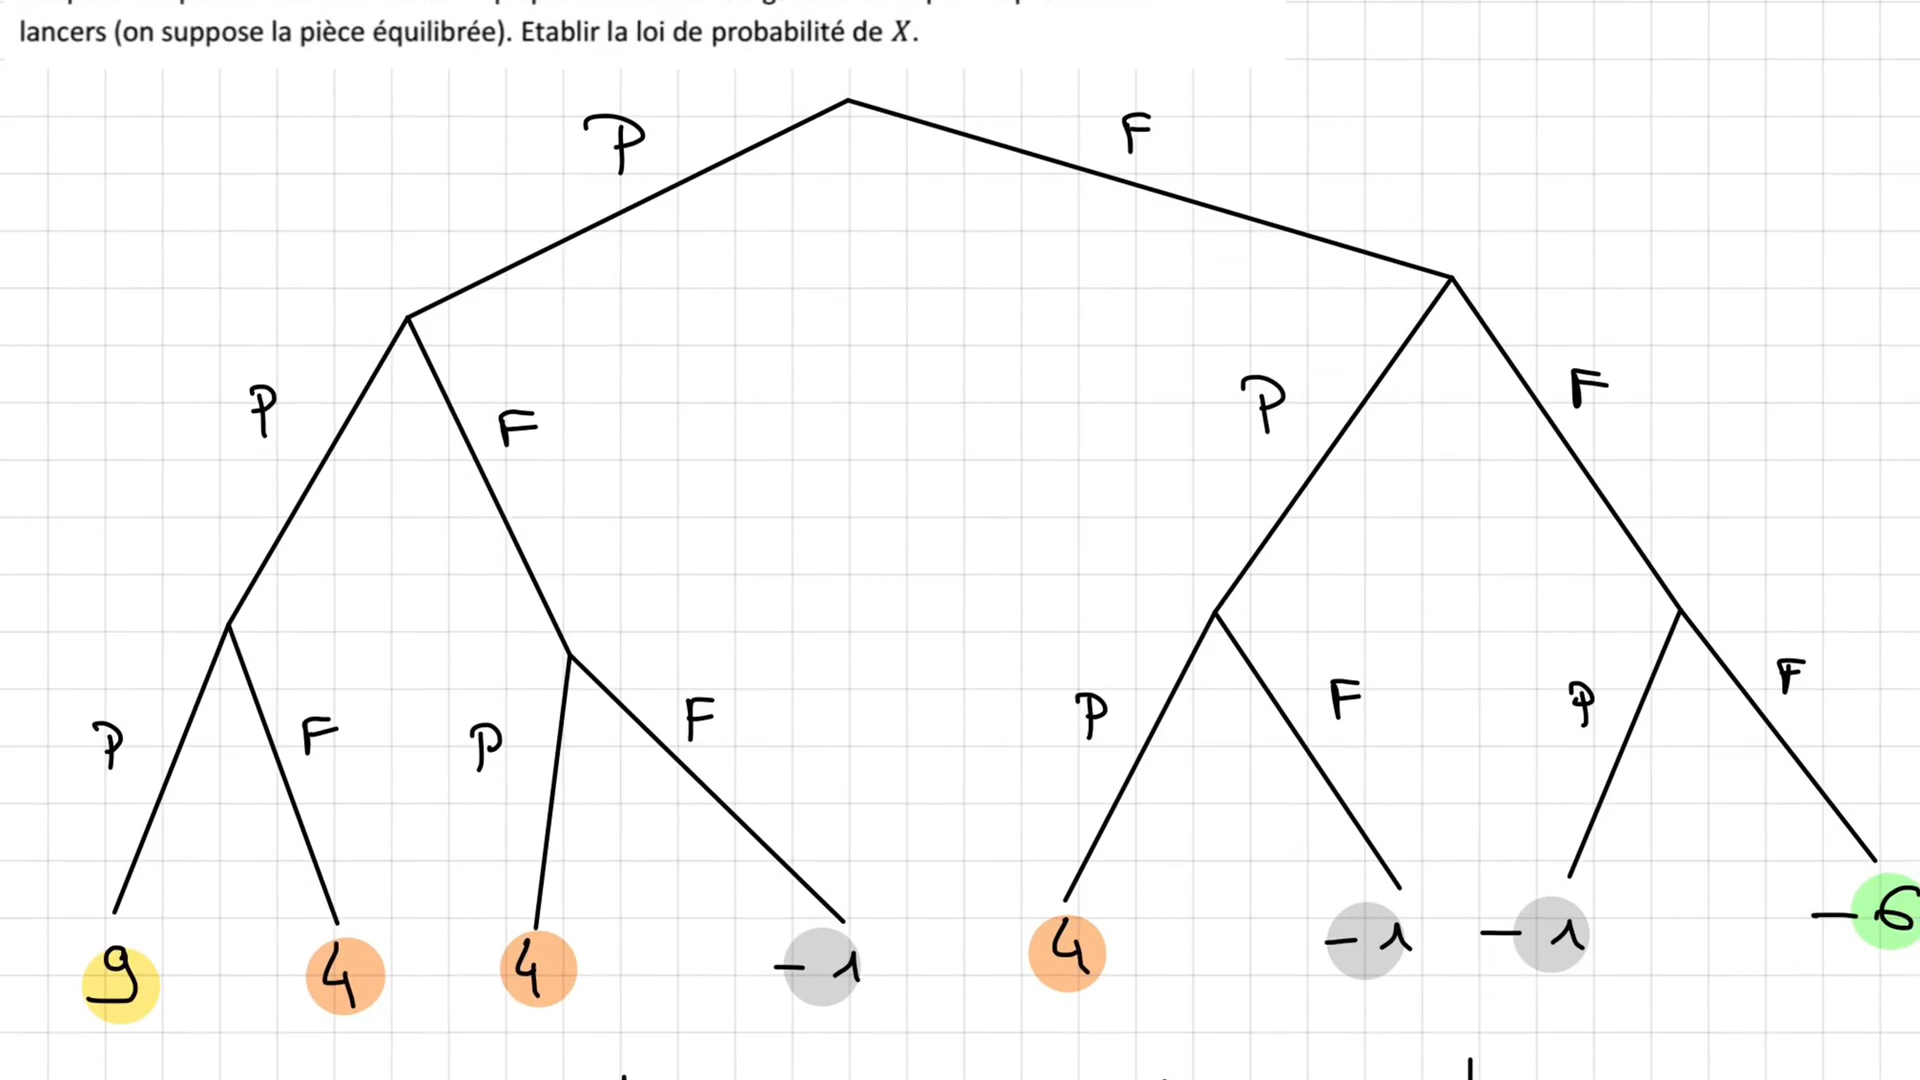 lancers (on suppose la pièce équilibrée). Etablir la loi de probabilité de X.
P
F
P
F
P
F
P
F
P
F
P
F
P
F
9
4
4
- 1
4
- 1
- 1
- 6